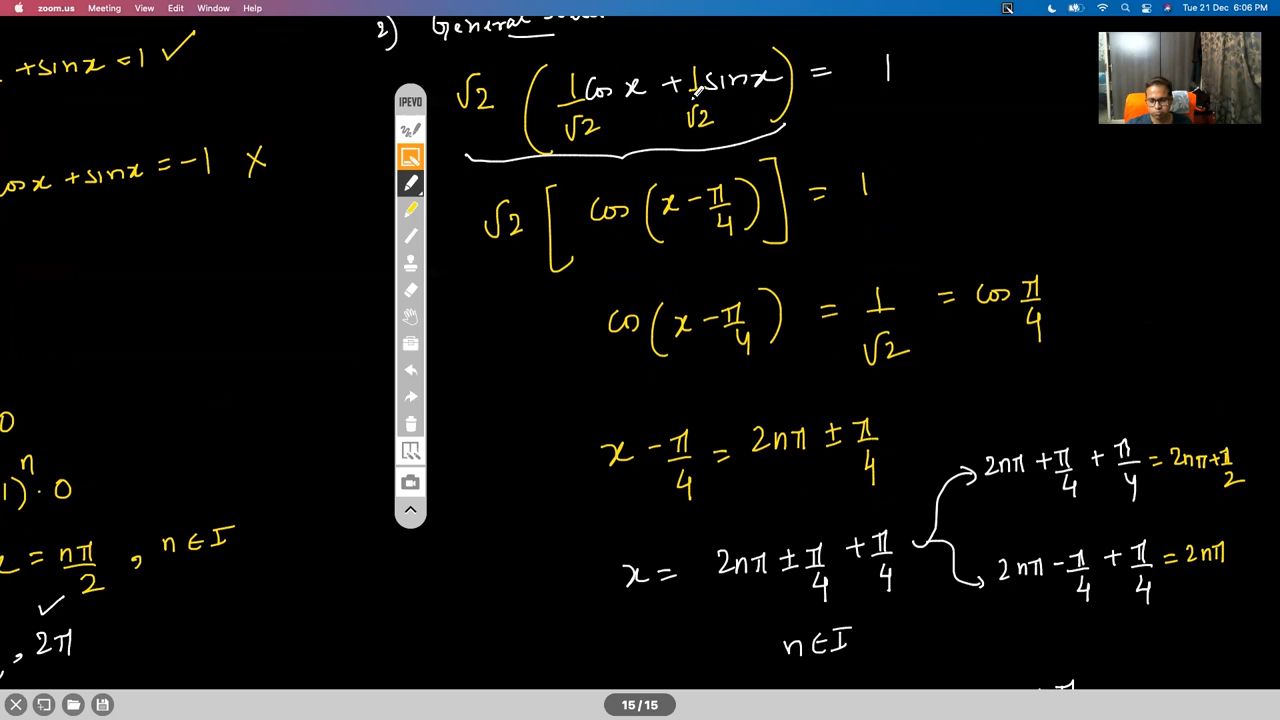 zoom.us Meeting View Edit Window Help Tue 21 Dec 6:06 PM
2) General
+ sinx = 1 ✓
√2 ( 1/√2 cos x + 1/√2 sinx ) = 1
IPEVO
cosx + sinx = -1 ✗
√2 [ cos ( x - π/4 ) ] = 1
cos ( x - π/4 ) = 1/√2 = cos π/4
0
1)ⁿ · 0
x - π/4 = 2nπ ± π/4
2nπ + π/4 + π/4 = 2nπ + π/2
x = nπ/2 , n ∈ I
✓
x = 2nπ ± π/4 + π/4
2nπ - π/4 + π/4 = 2nπ
, 2π
n ∈ I
15 / 15